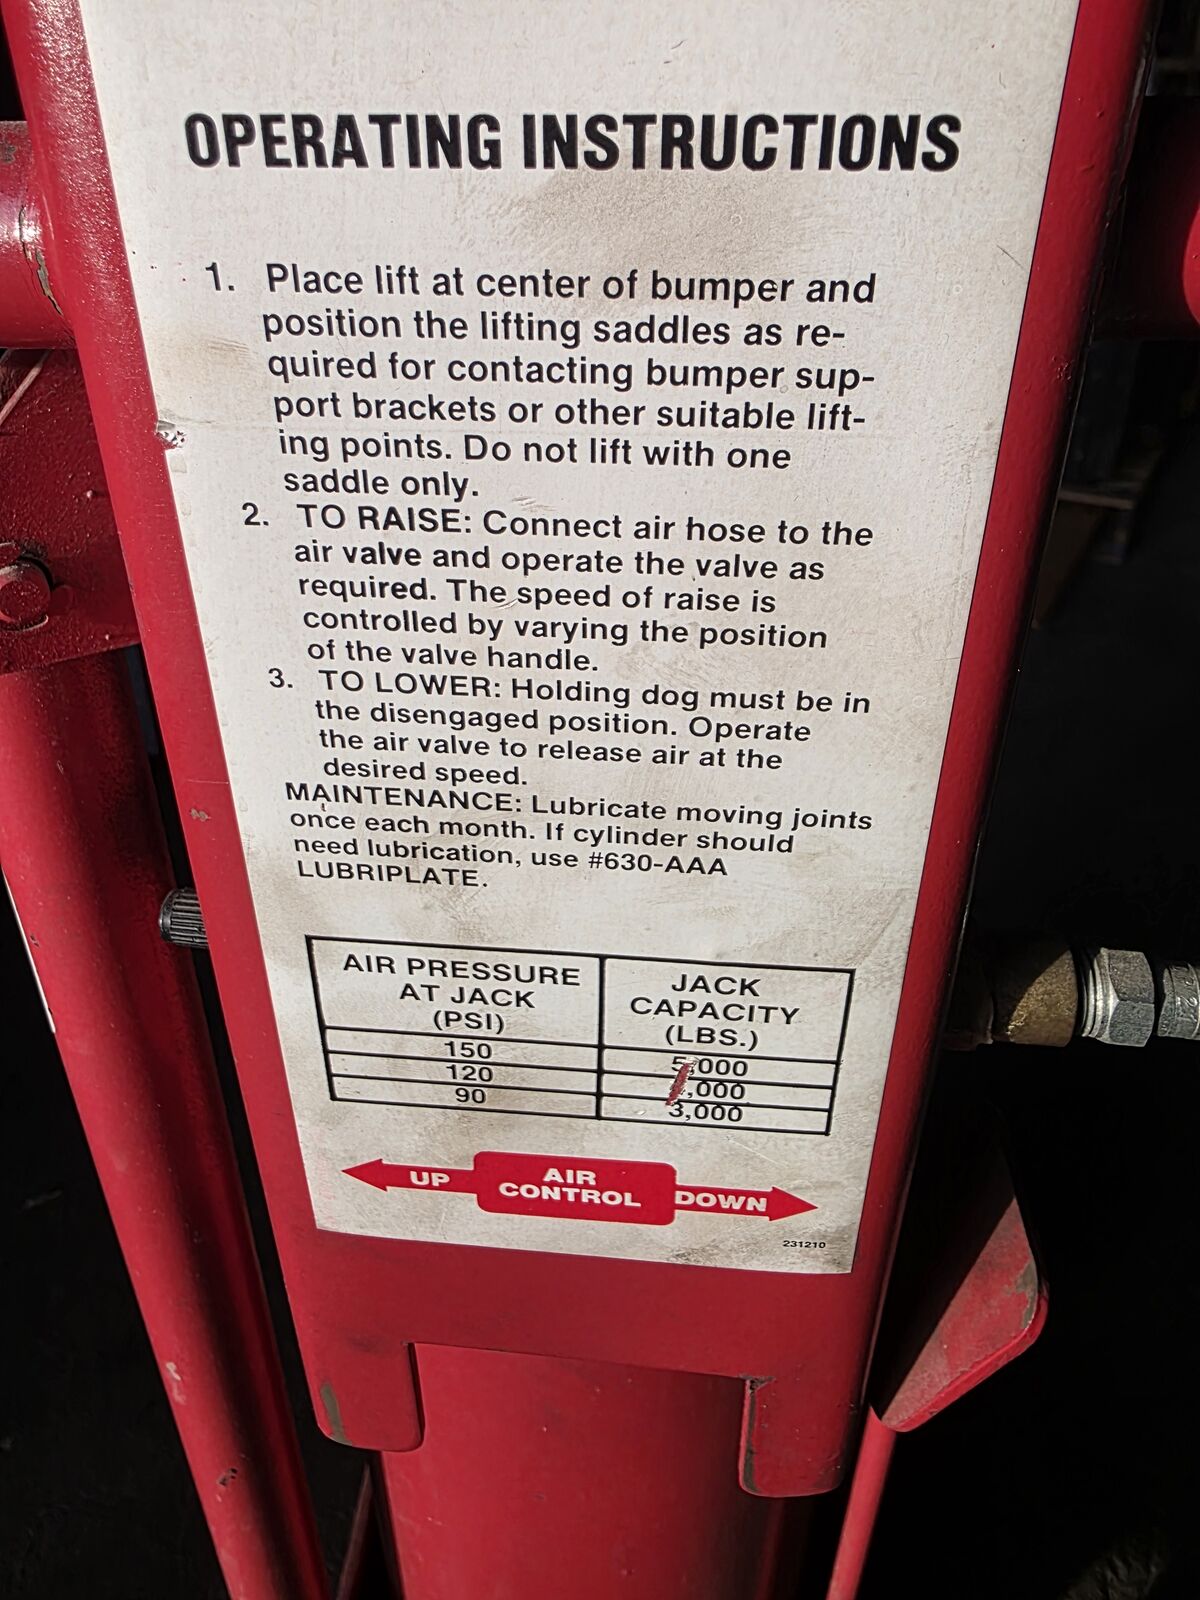 OPERATING INSTRUCTIONS
1. Place lift at center of bumper and
position the lifting saddles as re-
quired for contacting bumper sup-
port brackets or other suitable lift-
ing points. Do not lift with one
saddle only.
2. TO RAISE: Connect air hose to the
air valve and operate the valve as
required. The speed of raise is
controlled by varying the position
of the valve handle.
3. TO LOWER: Holding dog must be in
the disengaged position. Operate
the air valve to release air at the
desired speed.
MAINTENANCE: Lubricate moving joints
once each month. If cylinder should
need lubrication, use #630-AAA
LUBRIPLATE.
AIR PRESSURE
AT JACK
(PSI)
JACK
CAPACITY
(LBS.)
150 5,000
120 ,000
90 3,000
UP AIR CONTROL DOWN
231210